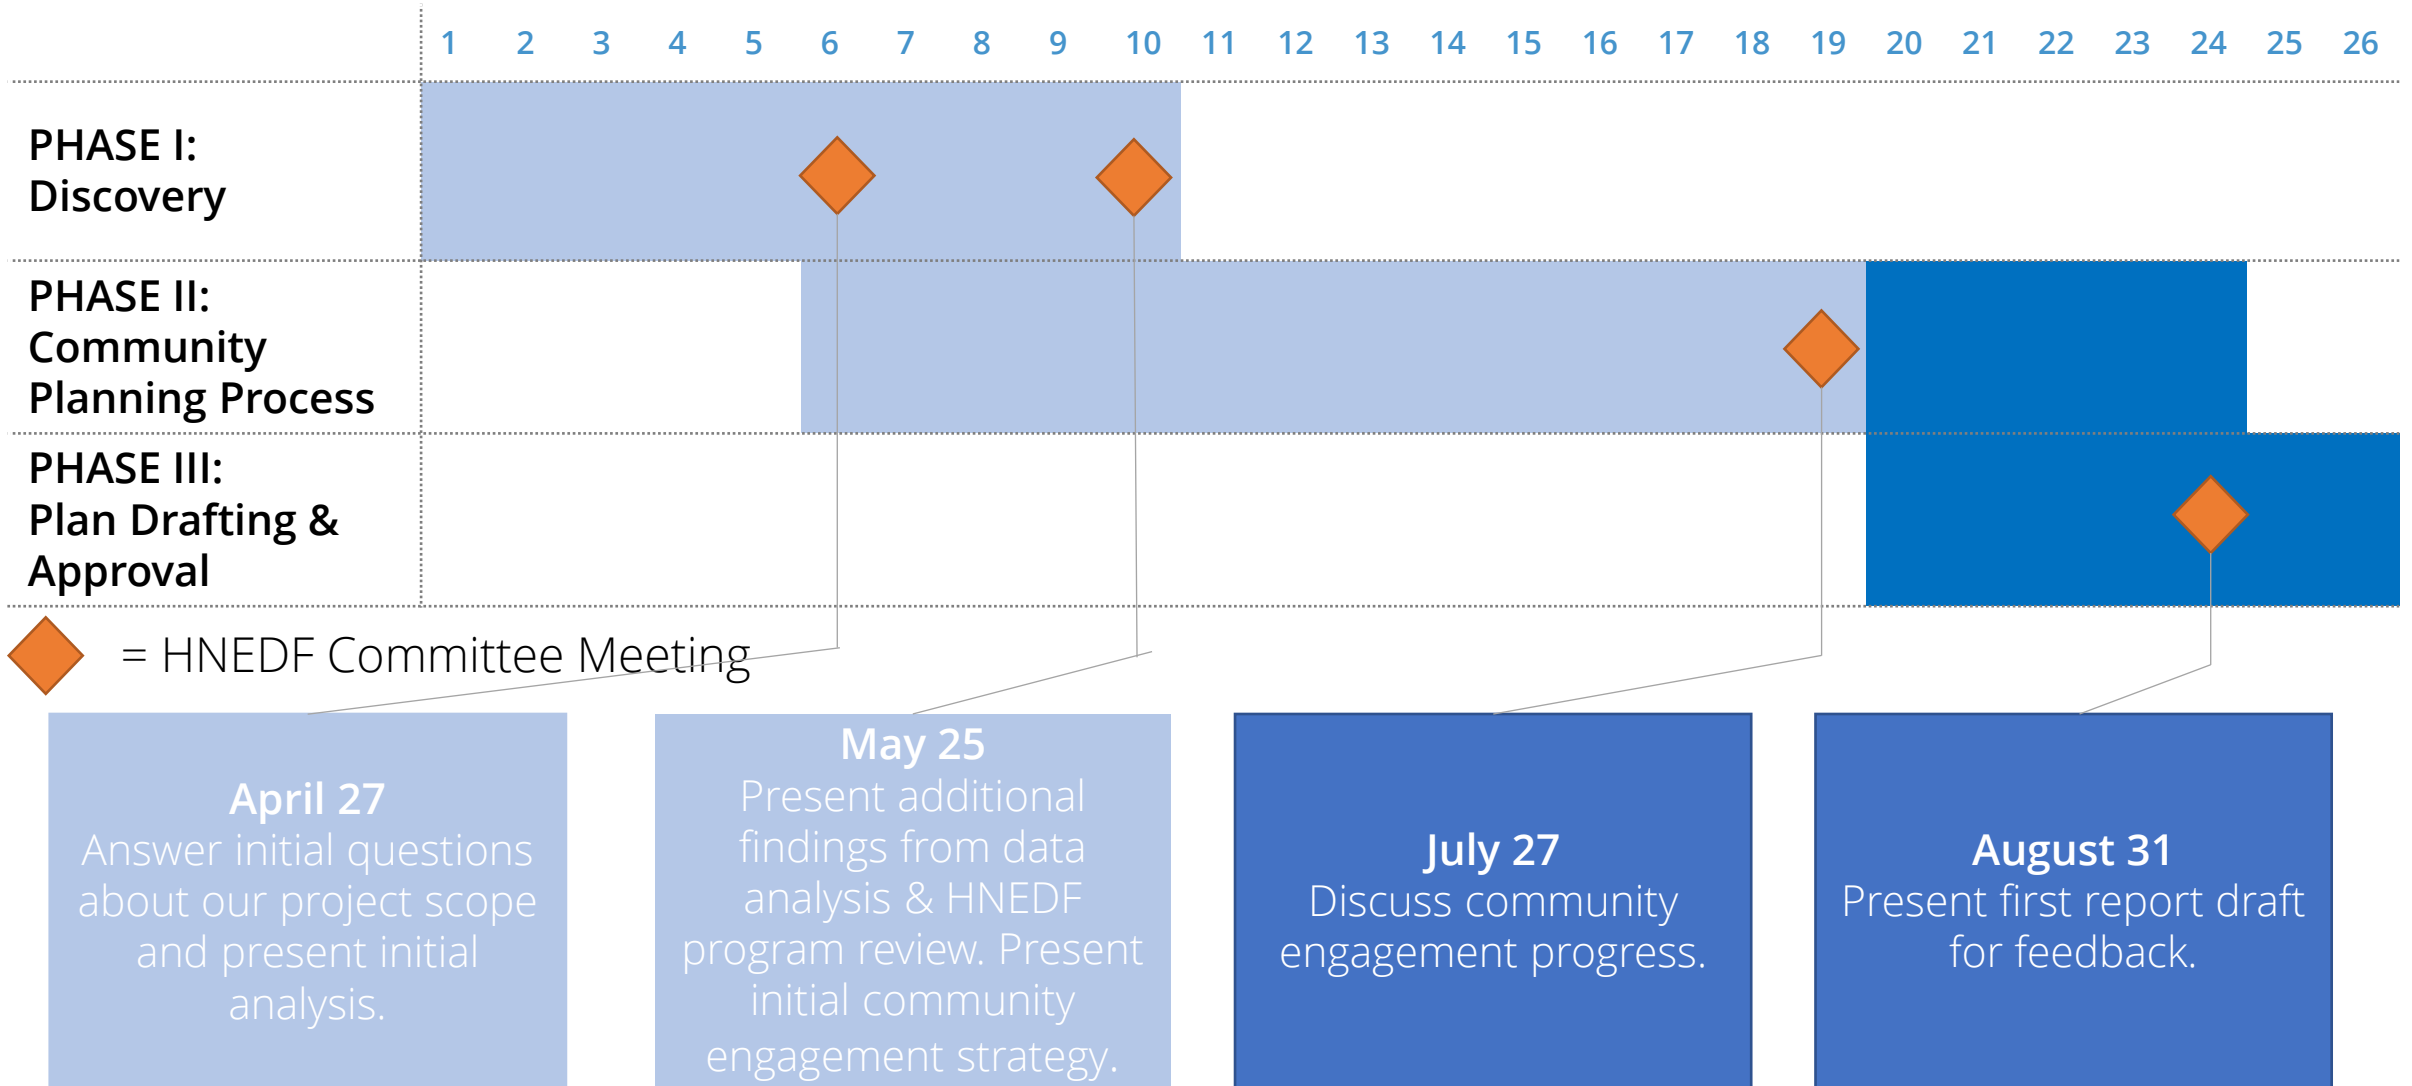 1 2 3 4 5 6 7 8 9 10 11 12 13 14 15 16 17 18 19 20 21 22 23 24 25 26
PHASE I:
Discovery
PHASE II:
Community
Planning Process
PHASE III:
Plan Drafting &
Approval
= HNEDF Committee Meeting
April 27
Answer initial questions
about our project scope
and present initial
analysis.
May 25
Present additional
findings from data
analysis & HNEDF
program review. Present
initial community
engagement strategy.
July 27
Discuss community
engagement progress.
August 31
Present first report draft
for feedback.